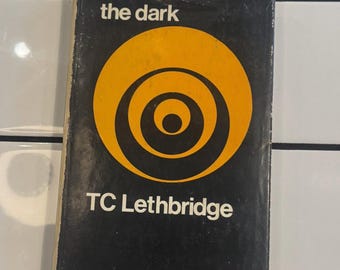 the dark
TC Lethbridge